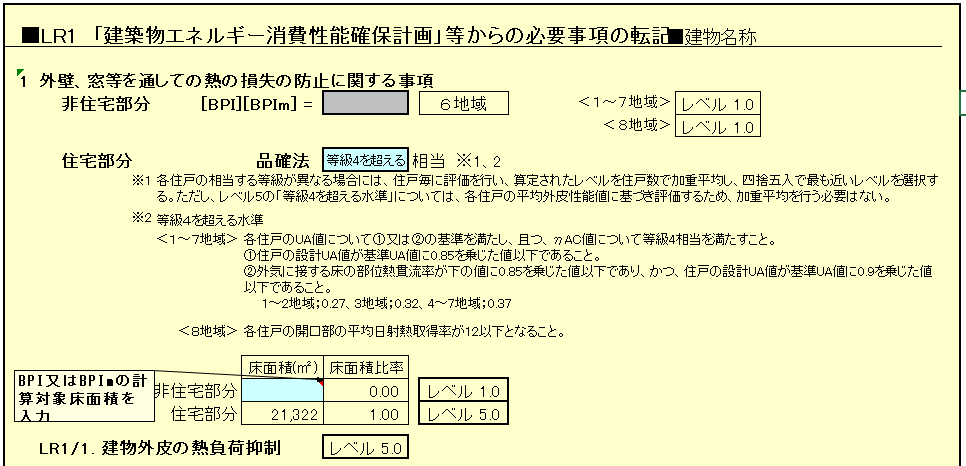 ■LR1 「建築物エネルギー消費性能確保計画」等からの必要事項の転記■建物名称
1 外壁、窓等を通しての熱の損失の防止に関する事項
非住宅部分 [BPI][BPIm] = 6地域 <1～7地域> レベル 1.0
<8地域> レベル 1.0
住宅部分 品確法 等級4を超える 相当 ※1、2
※1 各住戸の相当する等級が異なる場合には、住戸毎に評価を行い、算定されたレベルを住戸数で加重平均し、四捨五入で最も近いレベルを選択す
る。ただし、レベル5の「等級4を超える水準」については、各住戸の平均外皮性能値に基づき評価するため、加重平均を行う必要はない。
※2 等級4を超える水準
<1～7地域> 各住戸のUA値について①又は②の基準を満たし、且つ、ηAC値について等級4相当を満たすこと。
①住戸の設計UA値が基準UA値に0.85を乗じた値以下であること。
②外気に接する床の部位熱貫流率が下の値に0.85を乗じた値以下であり、かつ、住戸の設計UA値が基準UA値に0.9を乗じた値
以下であること。
1～2地域;0.27、3地域;0.32、4～7地域;0.37
<8地域> 各住戸の開口部の平均日射熱取得率が12以下となること。
床面積(㎡) 床面積比率
BPI又はBPImの計
算対象床面積を
入力
非住宅部分 0.00 レベル 1.0
住宅部分 21,322 1.00 レベル 5.0
LR1/1. 建物外皮の熱負荷抑制 レベル 5.0